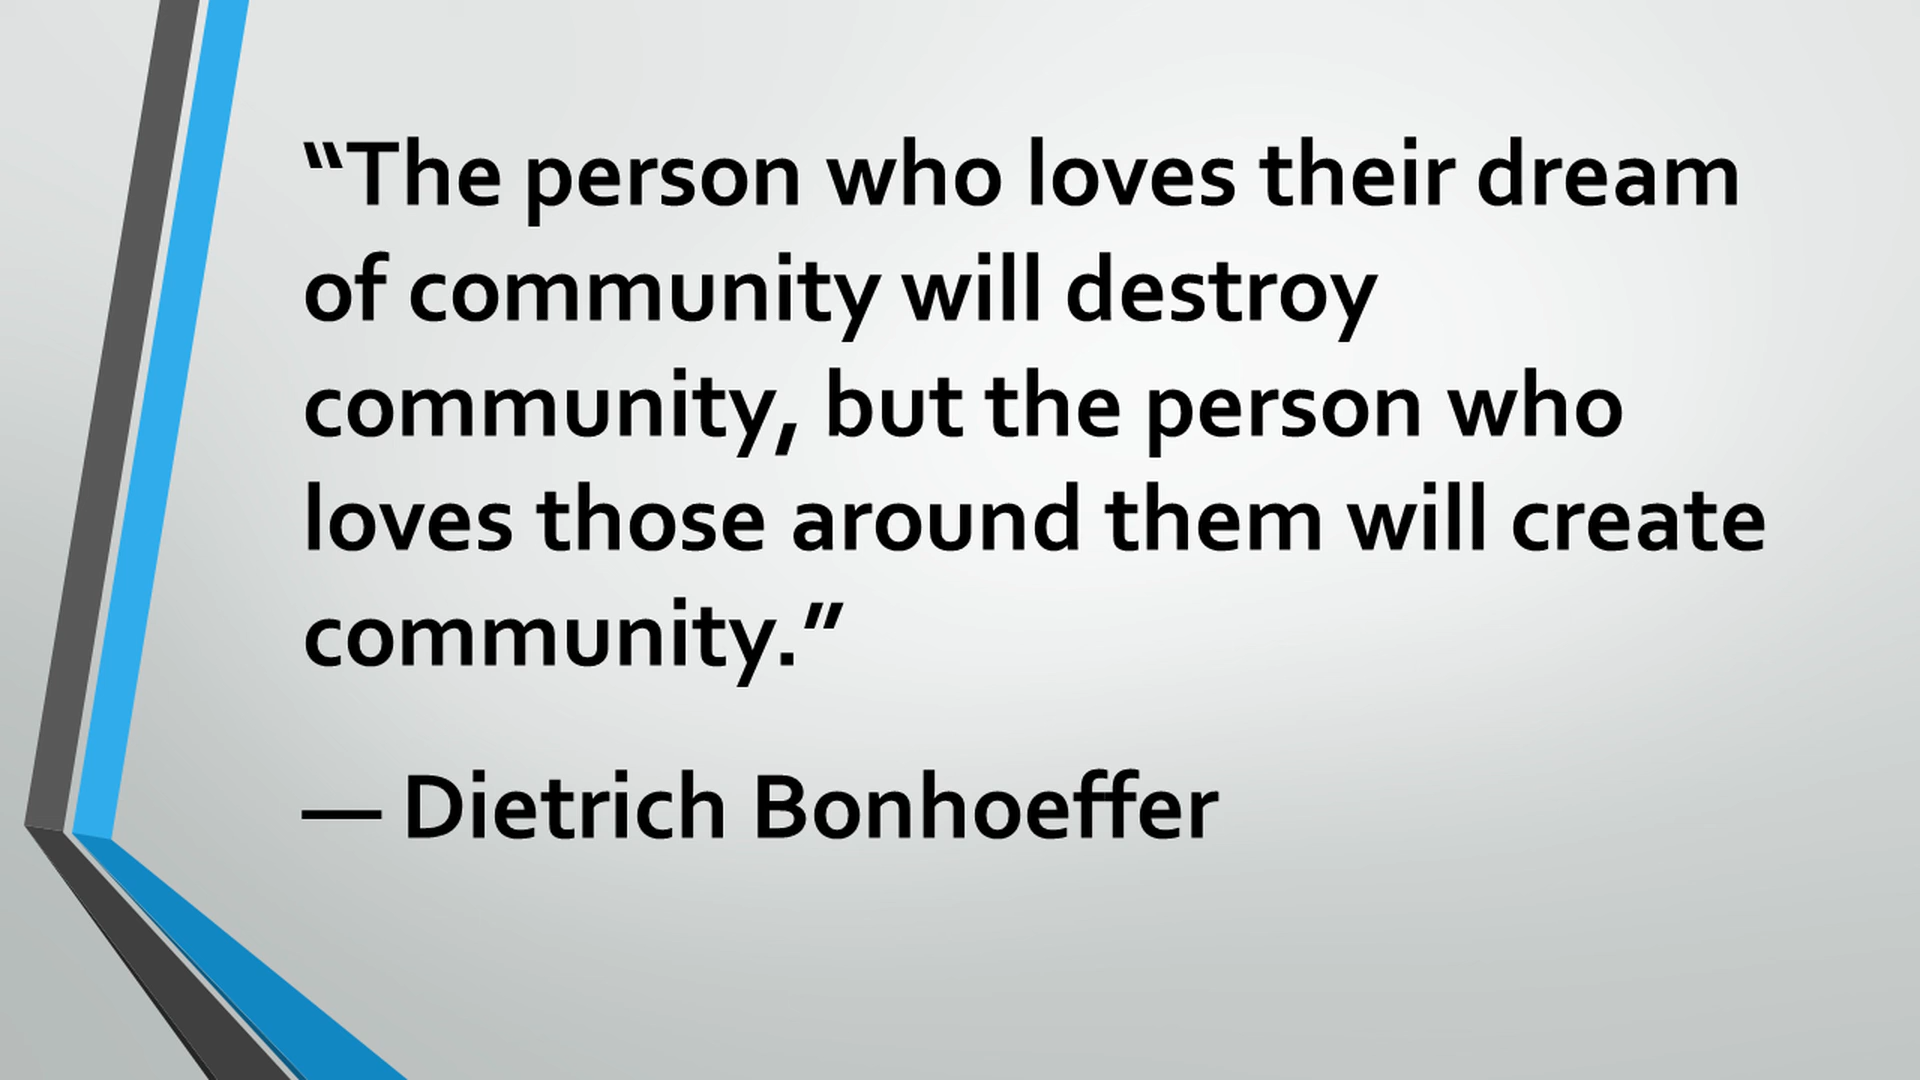 “The person who loves their dream
of community will destroy
community, but the person who
loves those around them will create
community.”
— Dietrich Bonhoeffer